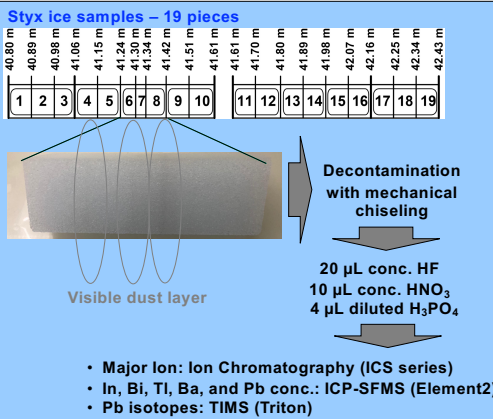 Styx ice samples – 19 pieces
40.80 m
40.89 m
40.98 m
41.06 m
41.15 m
41.24 m
41.30 m
41.34 m
41.42 m
41.51 m
41.61 m
41.61 m
41.70 m
41.80 m
41.89 m
41.98 m
42.07 m
42.16 m
42.25 m
42.34 m
42.43 m
1 2 3 4 5 6 7 8 9 10 11 12 13 14 15 16 17 18 19
Decontamination
with mechanical
chiseling
20 µL conc. HF
10 µL conc. HNO₃
4 µL diluted H₃PO₄
Visible dust layer
• Major Ion: Ion Chromatography (ICS series)
• In, Bi, Tl, Ba, and Pb conc.: ICP-SFMS (Element2)
• Pb isotopes: TIMS (Triton)